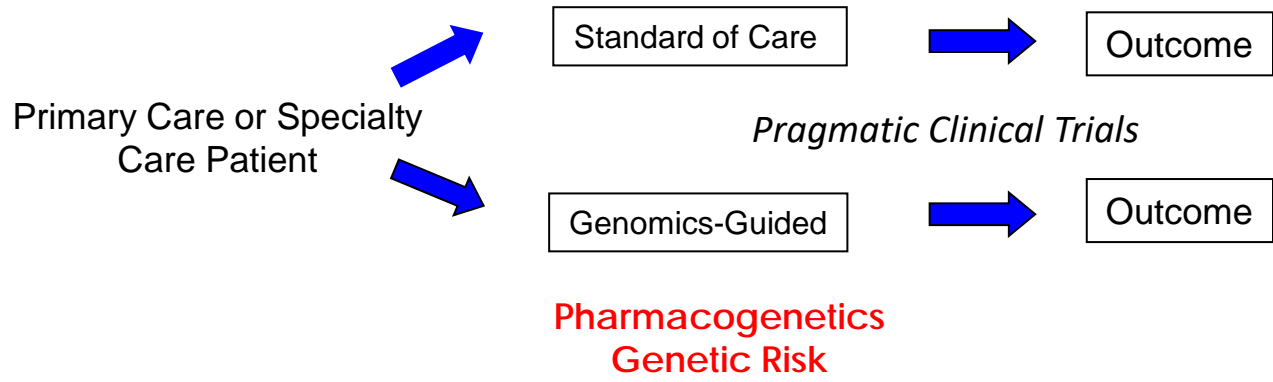 Standard of Care
Outcome
Primary Care or Specialty
Care Patient
Pragmatic Clinical Trials
Genomics-Guided
Outcome
Pharmacogenetics
Genetic Risk